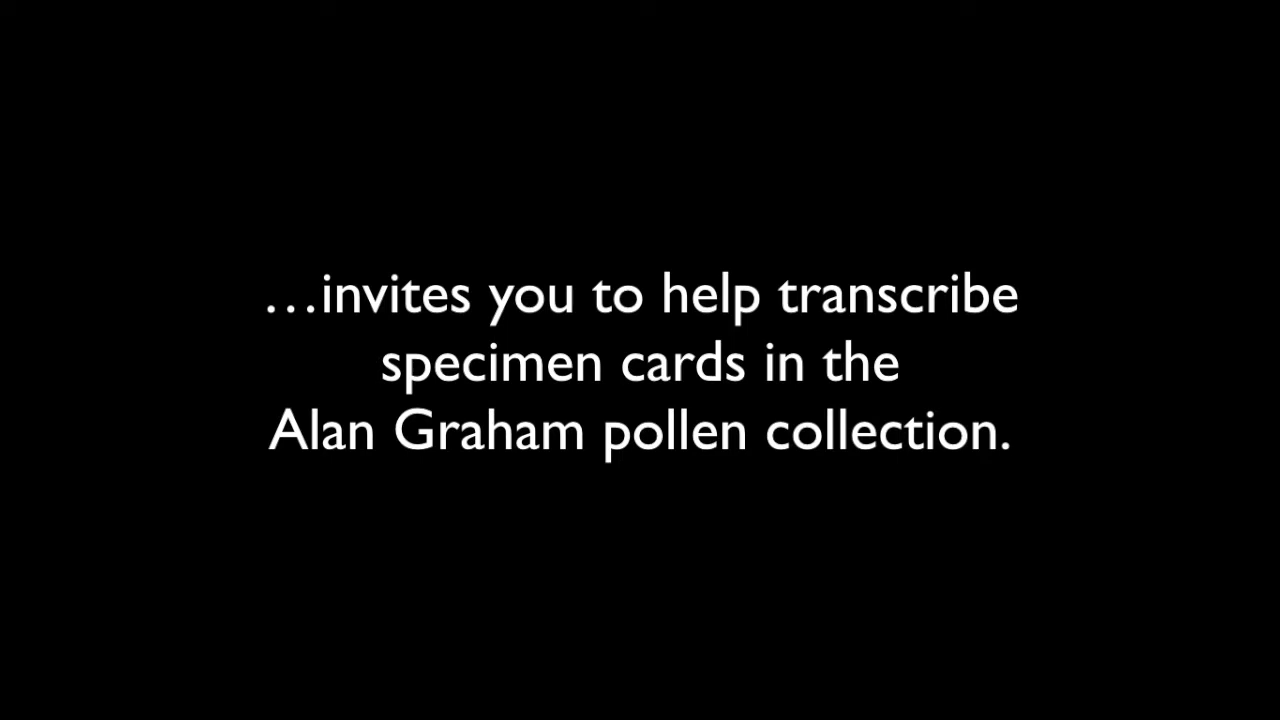 …invites you to help transcribe
specimen cards in the
Alan Graham pollen collection.